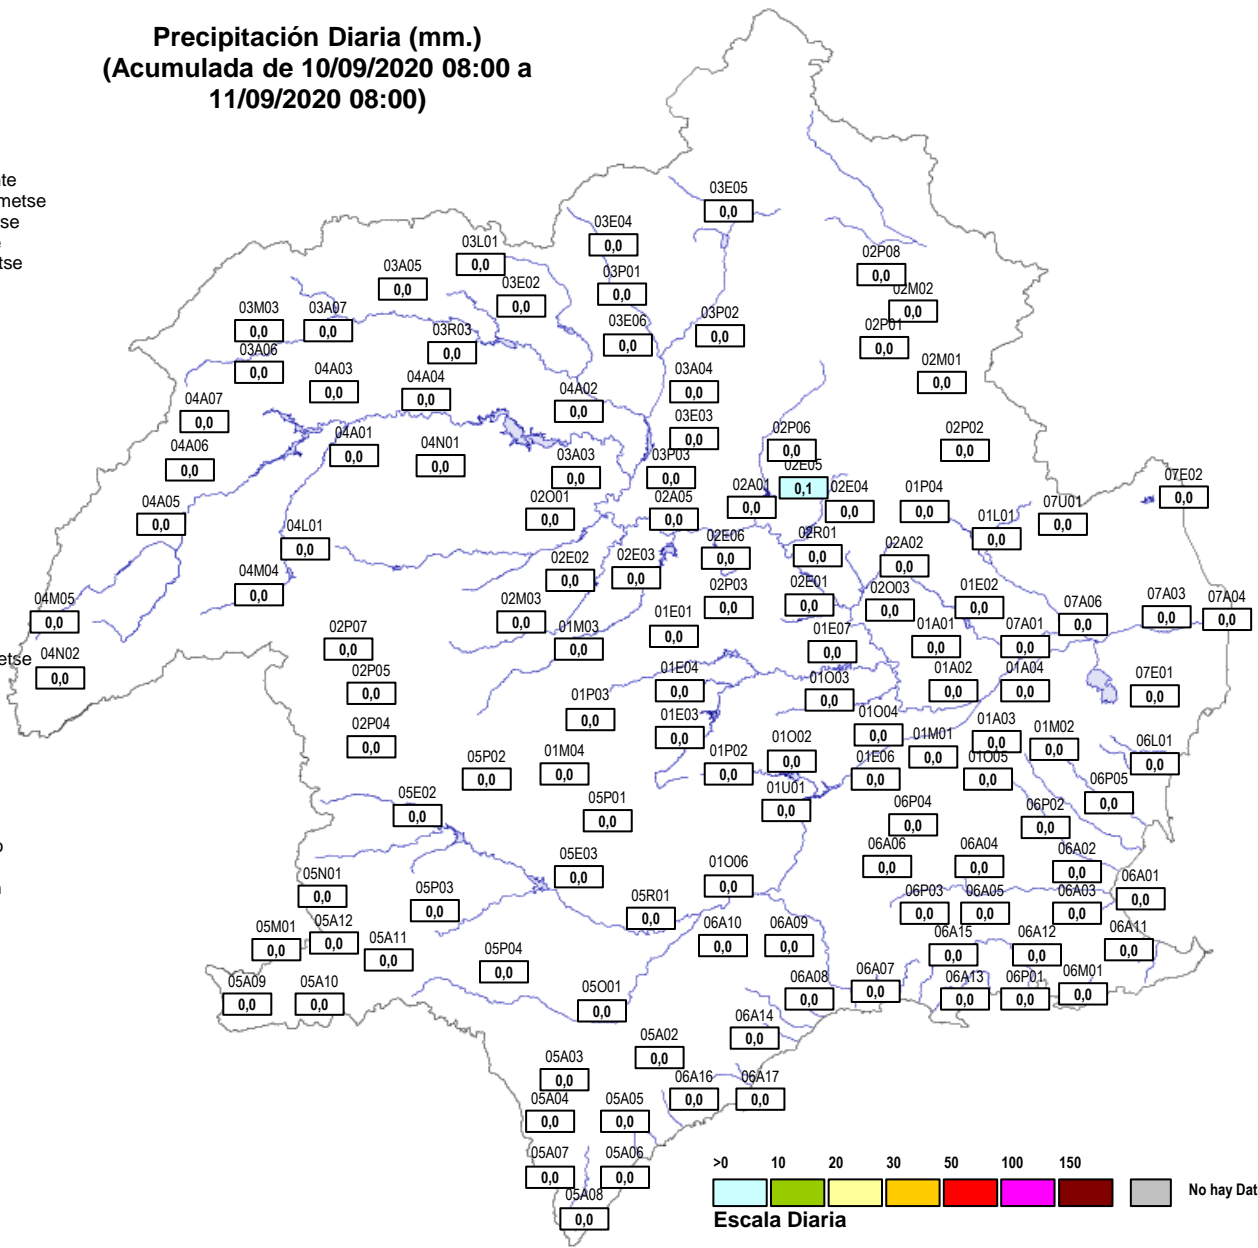 Precipitación Diaria (mm.)
(Acumulada de 10/09/2020 08:00 a
11/09/2020 08:00)
te
metse
se
tse
etse
03E05
0,0
03E04
0,0
03L01
0,0
03A05
0,0
03E02
0,0
03P01
0,0
02P08
0,0
02M02
0,0
03M03
0,0
03A07
0,0
03R03
0,0
03E06
0,0
03P02
0,0
02P01
0,0
03A06
0,0
04A03
0,0
04A04
0,0
04A02
0,0
03A04
0,0
02M01
0,0
04A07
0,0
04A01
0,0
04N01
0,0
03E03
0,0
02P06
0,0
02P02
0,0
04A06
0,0
03A03
0,0
03P03
0,0
02E05
0,1
07E02
0,0
04A05
0,0
02O01
0,0
02A05
0,0
02A01
0,0
02E04
0,0
01P04
0,0
01L01
0,0
07U01
0,0
04L01
0,0
02E06
0,0
02R01
0,0
02A02
0,0
04M04
0,0
02E02
0,0
02E03
0,0
02P03
0,0
02E01
0,0
02O03
0,0
01E02
0,0
04M05
0,0
02M03
0,0
01E01
0,0
07A06
0,0
07A03
0,0
07A04
0,0
02P07
0,0
01M03
0,0
01E07
0,0
01A01
0,0
07A01
0,0
04N02
0,0
02P05
0,0
01E04
0,0
01O03
0,0
01A02
0,0
01A04
0,0
07E01
0,0
01P03
0,0
01E03
0,0
01O04
0,0
01A03
0,0
01M02
0,0
02P04
0,0
01M01
0,0
06L01
0,0
05P02
0,0
01M04
0,0
01P02
0,0
01O02
0,0
01E06
0,0
01O05
0,0
05E02
0,0
05P01
0,0
01U01
0,0
06P04
0,0
06P02
0,0
06P05
0,0
05E03
0,0
01O06
0,0
06A06
0,0
06A04
0,0
06A02
0,0
05N01
0,0
05P03
0,0
05R01
0,0
06P03
0,0
06A05
0,0
06A03
0,0
06A01
0,0
05M01
0,0
05A12
0,0
05A11
0,0
06A10
0,0
06A09
0,0
06A15
0,0
06A12
0,0
06A11
0,0
05P04
0,0
05A09
0,0
05A10
0,0
05O01
0,0
06A08
0,0
06A07
0,0
06A13
0,0
06P01
0,0
06M01
0,0
05A02
0,0
06A14
0,0
05A03
0,0
06A16
0,0
06A17
0,0
05A04
0,0
05A05
0,0
05A07
0,0
05A06
0,0
05A08
0,0
>0 10 20 30 50 100 150
No hay Dat
Escala Diaria